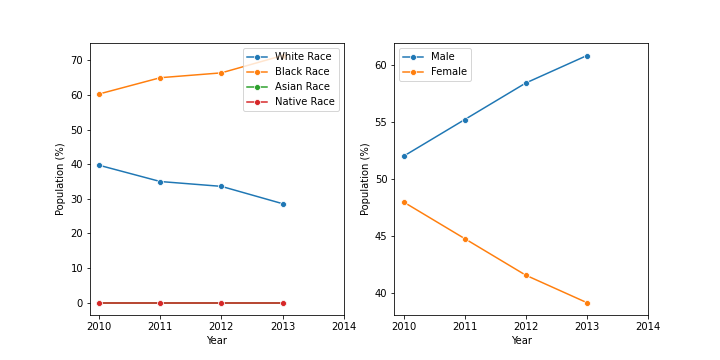 White Race
Black Race
Asian Race
Native Race
Population (%)
70
60
50
40
30
20
10
0
2010 2011 2012 2013 2014
Year
Male
Female
Population (%)
60
55
50
45
40
2010 2011 2012 2013 2014
Year